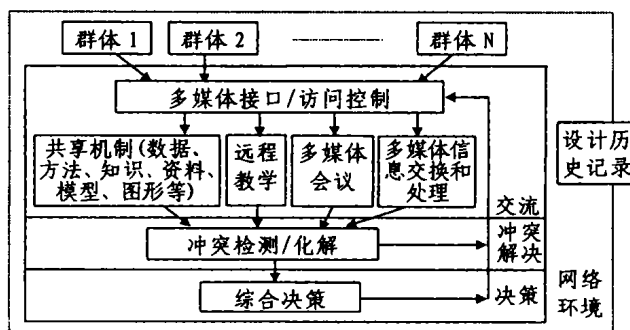 群体1 群体2 群体N
多媒体接口/访问控制
共享机制(数据、
方法、知识、资料、
模型、图形等)
远程
教学
多媒体
会议
多媒体信
息交换和
处理
设计历
史记录
交流
冲突检测/化解
冲突
解决
综合决策
决策
网络
环境